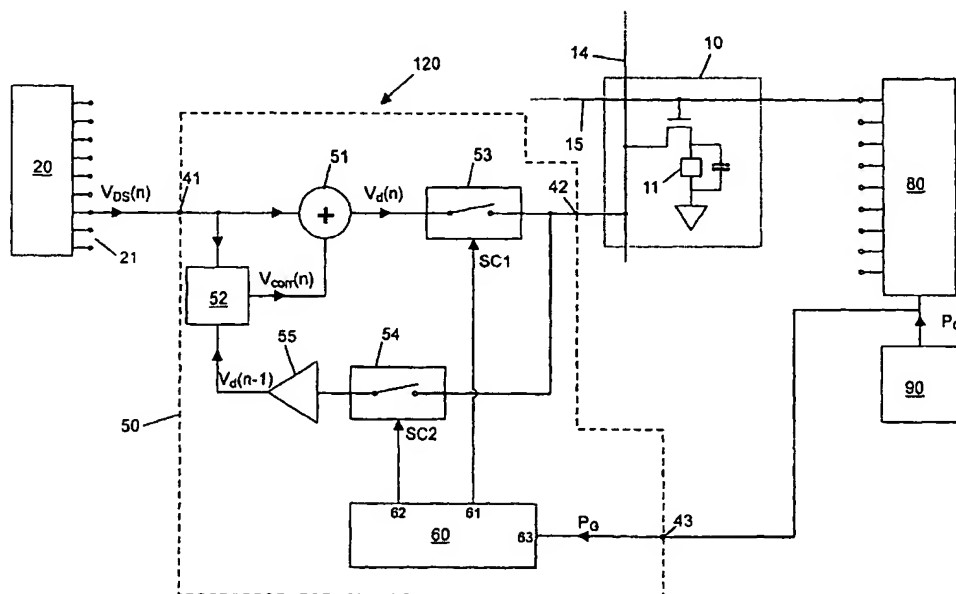 14
10
120
20
51
53
15
11
80
V_DS(n)
41
+
V_d(n)
42
21
SC1
52
V_corr(n)
55
54
P_G
V_d(n-1)
90
50
SC2
62
61
43
60
63
P_G